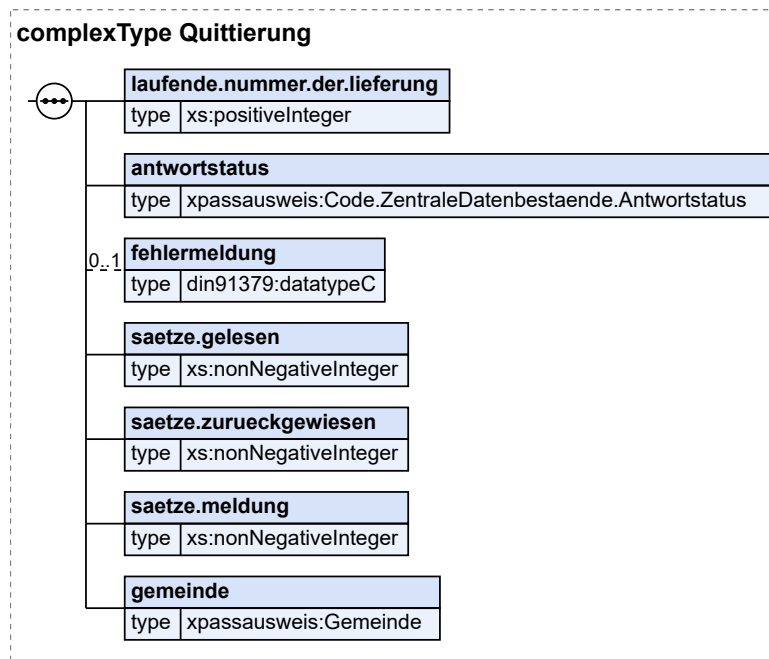 complexType Quittierung
laufende.nummer.der.lieferung
type xs:positiveInteger
antwortstatus
type xpassausweis:Code.ZentraleDatenbestaende.Antwortstatus
0..1
fehlermeldung
type din91379:datatypeC
saetze.gelesen
type xs:nonNegativeInteger
saetze.zurueckgewiesen
type xs:nonNegativeInteger
saetze.meldung
type xs:nonNegativeInteger
gemeinde
type xpassausweis:Gemeinde